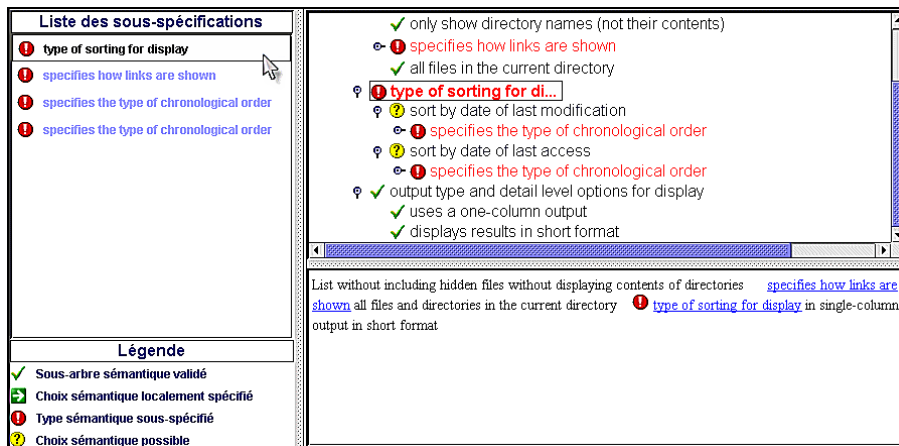 Liste des sous-spécifications
type of sorting for display
specifies how links are shown
specifies the type of chronological order
specifies the type of chronological order
Légende
Sous-arbre sémantique validé
Choix sémantique localement spécifié
Type sémantique sous-spécifié
Choix sémantique possible
only show directory names (not their contents)
specifies how links are shown
all files in the current directory
type of sorting for di...
sort by date of last modification
specifies the type of chronological order
sort by date of last access
specifies the type of chronological order
output type and detail level options for display
uses a one-column output
displays results in short format
List without including hidden files without displaying contents of directories specifies how links are
shown all files and directories in the current directory type of sorting for display in single-column
output in short format